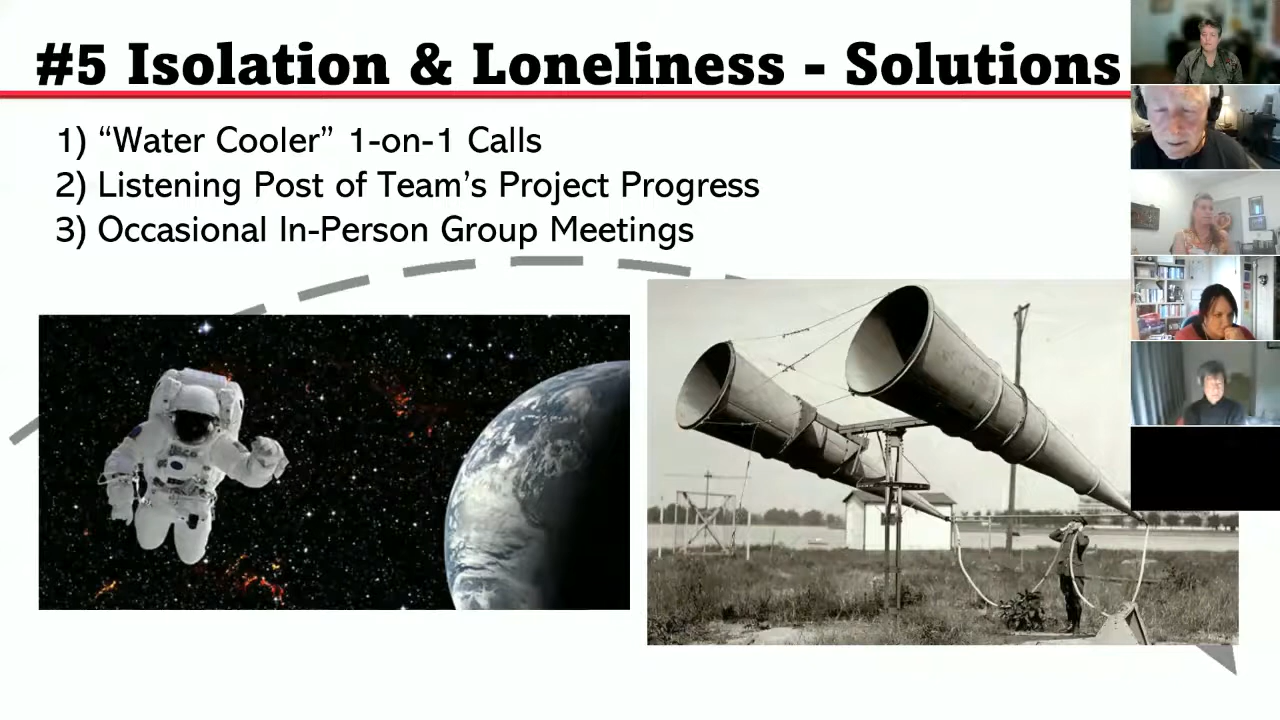 #5 Isolation & Loneliness - Solutions
1) “Water Cooler” 1-on-1 Calls
2) Listening Post of Team’s Project Progress
3) Occasional In-Person Group Meetings